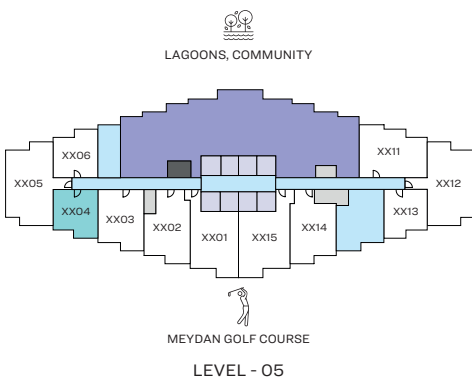 LAGOONS, COMMUNITY
XX06
XX11
XX05
XX12
XX04
XX03
XX13
XX02
XX14
XX01
XX15
MEYDAN GOLF COURSE
LEVEL - 05